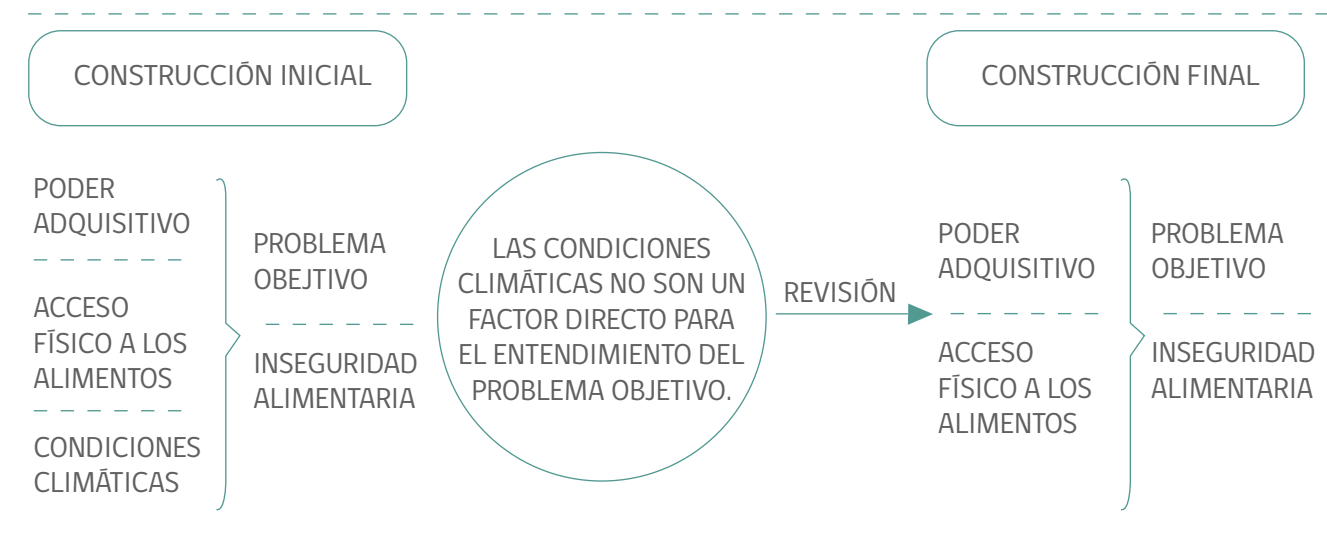 CONSTRUCCIÓN INICIAL
PODER
ADQUISITIVO
ACCESO
FÍSICO A LOS
ALIMENTOS
CONDICIONES
CLIMÁTICAS
PROBLEMA
OBEJTIVO
INSEGURIDAD
ALIMENTARIA
LAS CONDICIONES
CLIMÁTICAS NO SON UN
FACTOR DIRECTO PARA
EL ENTENDIMIENTO DEL
PROBLEMA OBJETIVO.
REVISIÓN
CONSTRUCCIÓN FINAL
PODER
ADQUISITIVO
ACCESO
FÍSICO A LOS
ALIMENTOS
PROBLEMA
OBJETIVO
INSEGURIDAD
ALIMENTARIA